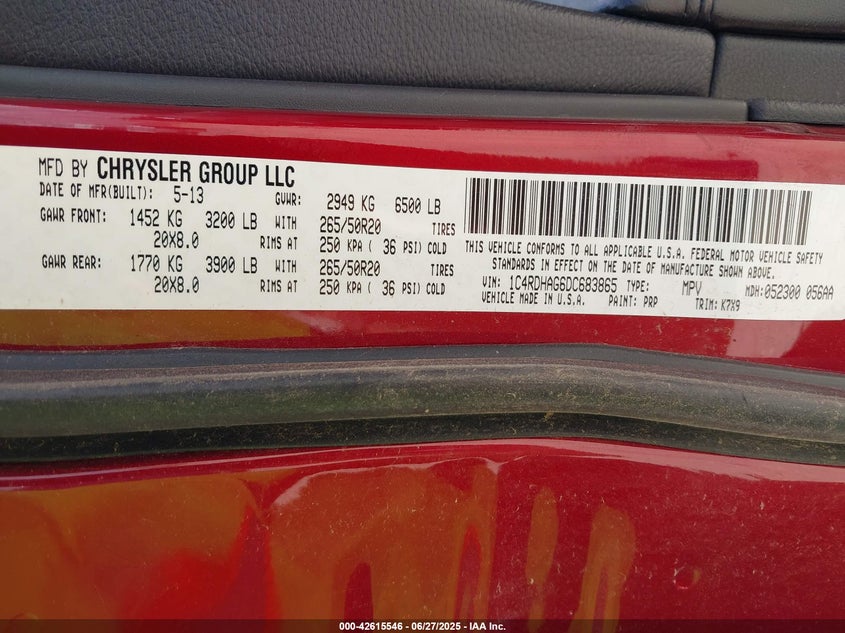 MFD BY CHRYSLER GROUP LLC
DATE OF MFR(BUILT): 5-13 GVWR: 2949 KG 6500 LB
GAWR FRONT: 1452 KG 3200 LB WITH 265/50R20 TIRES
20X8.0 RIMS AT 250 KPA ( 36 PSI) COLD
GAWR REAR: 1770 KG 3900 LB WITH 265/50R20 TIRES
20X8.0 RIMS AT 250 KPA ( 36 PSI) COLD
THIS VEHICLE CONFORMS TO ALL APPLICABLE U.S.A. FEDERAL MOTOR VEHICLE SAFETY
STANDARDS IN EFFECT ON THE DATE OF MANUFACTURE SHOWN ABOVE.
VIN: 1C4RDHAG6DC683865 TYPE: MPV MDH:052300 056AA
VEHICLE MADE IN U.S.A. PAINT: PRP TRIM: K7X9
000-42615546 - 06/27/2025 - IAA Inc.